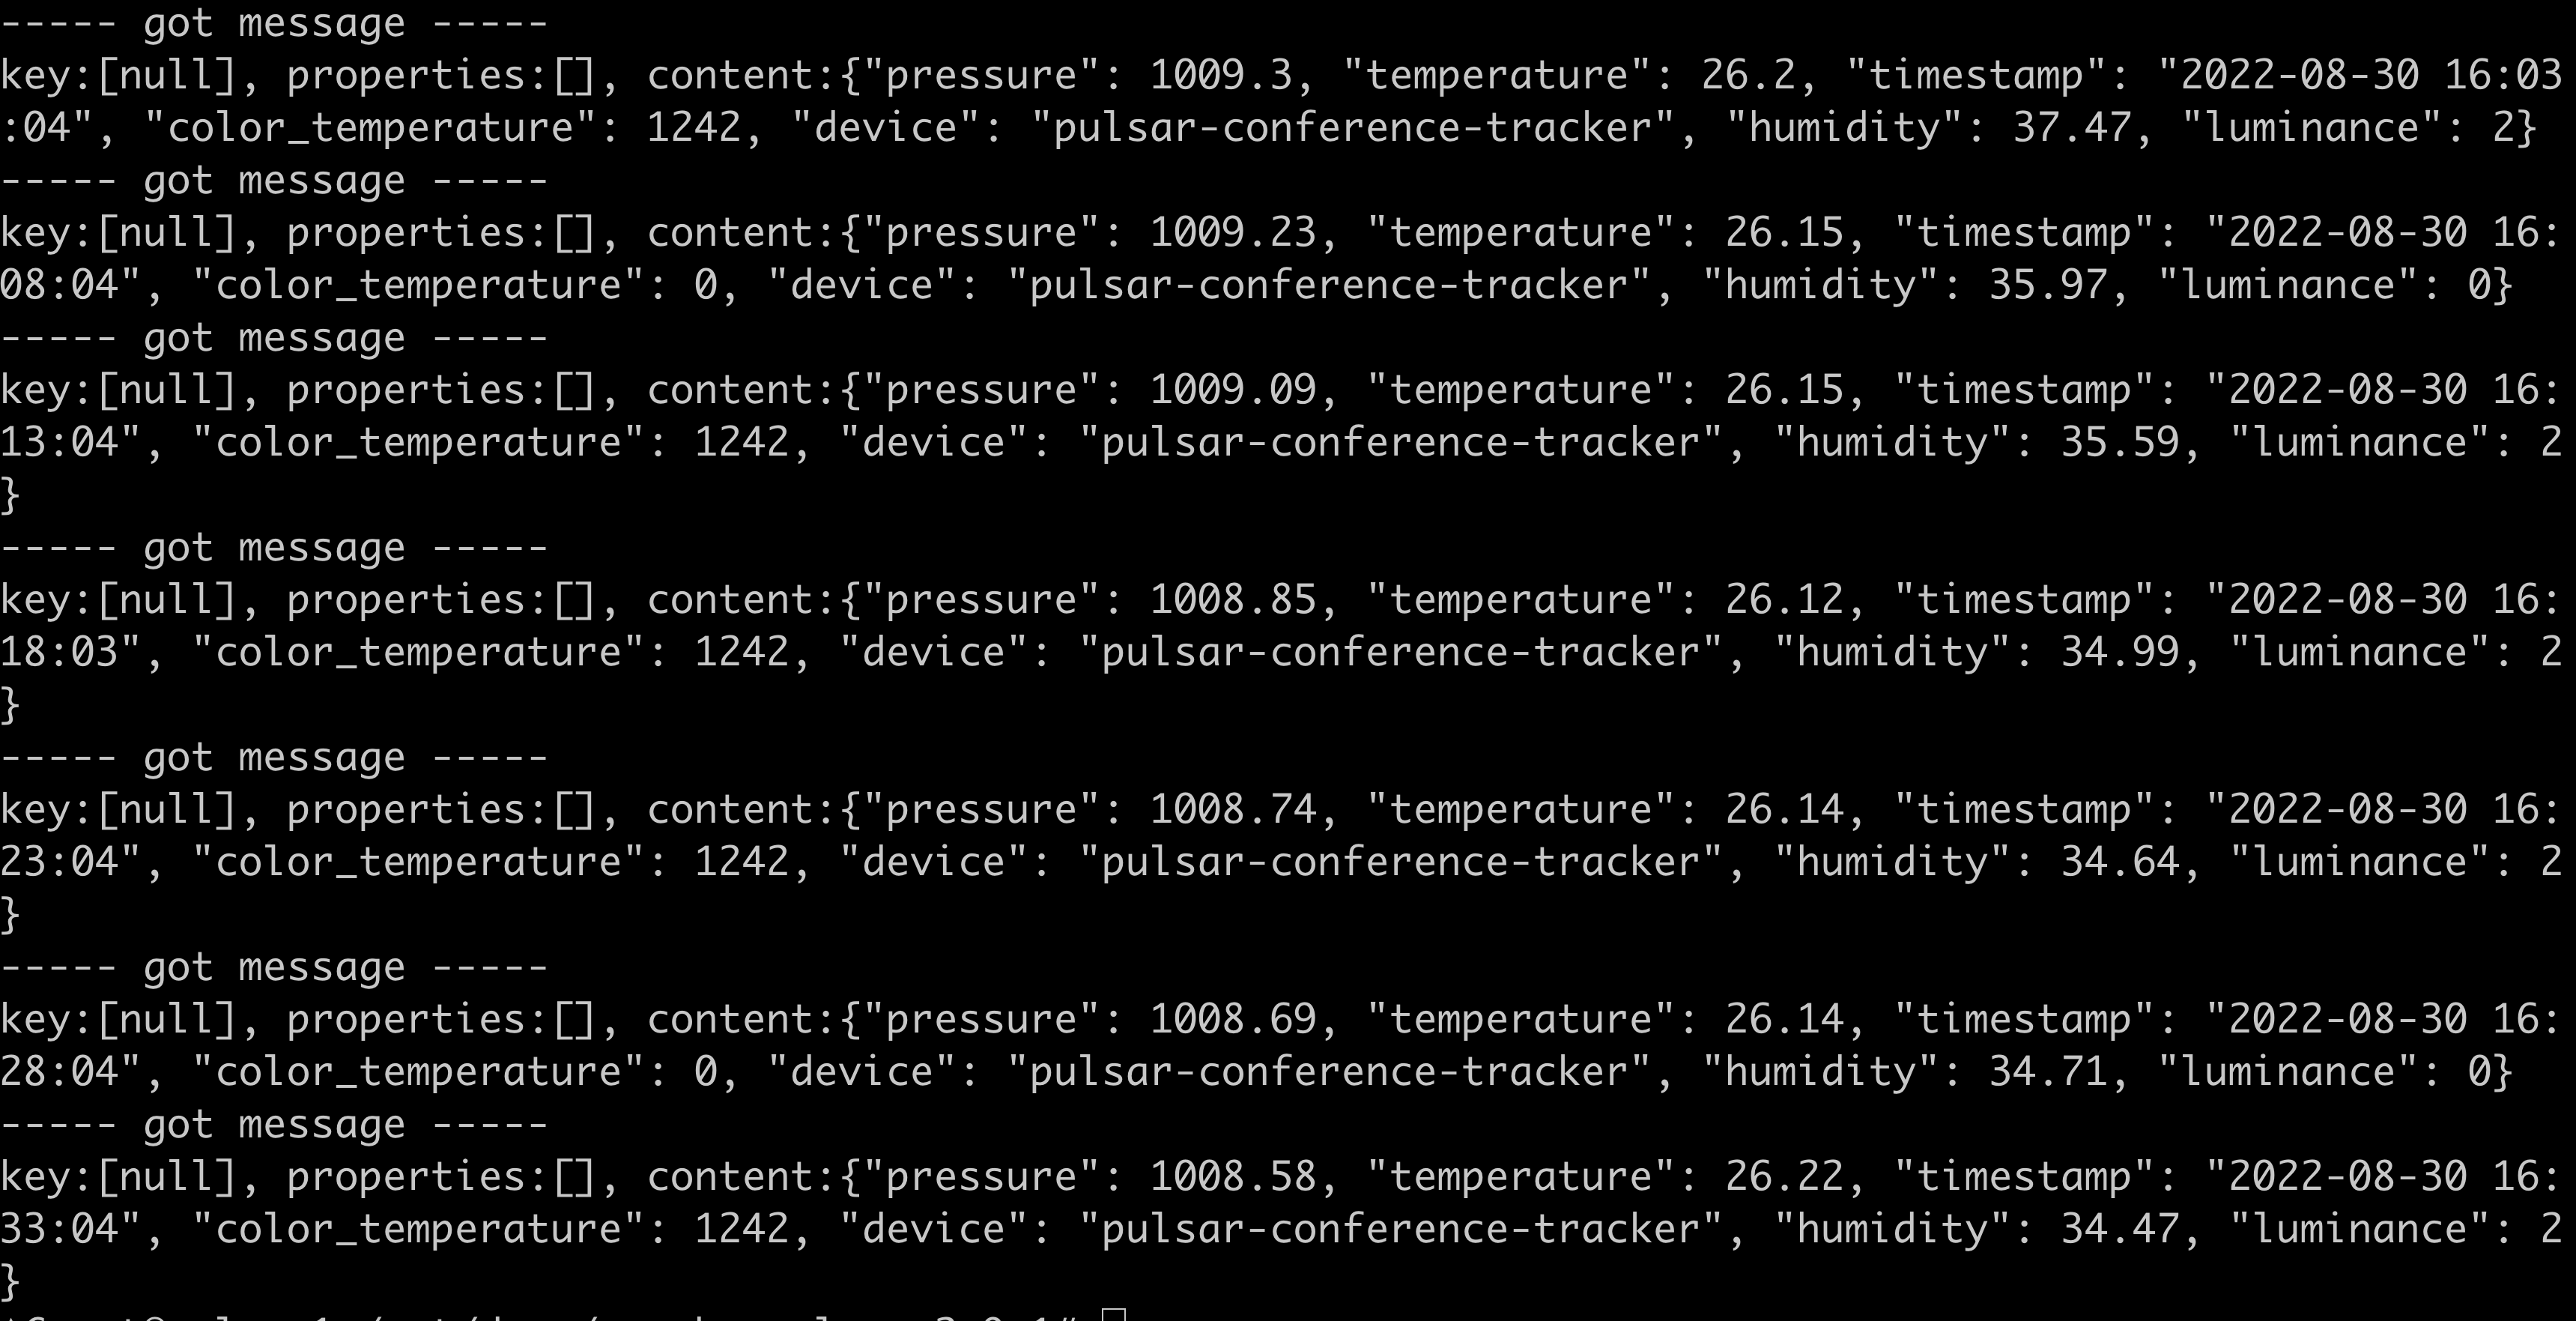 ----- got message -----
key:[null], properties:[], content:{"pressure": 1009.3, "temperature": 26.2, "timestamp": "2022-08-30 16:03
:04", "color_temperature": 1242, "device": "pulsar-conference-tracker", "humidity": 37.47, "luminance": 2}
----- got message -----
key:[null], properties:[], content:{"pressure": 1009.23, "temperature": 26.15, "timestamp": "2022-08-30 16:
08:04", "color_temperature": 0, "device": "pulsar-conference-tracker", "humidity": 35.97, "luminance": 0}
----- got message -----
key:[null], properties:[], content:{"pressure": 1009.09, "temperature": 26.15, "timestamp": "2022-08-30 16:
13:04", "color_temperature": 1242, "device": "pulsar-conference-tracker", "humidity": 35.59, "luminance": 2
}
----- got message -----
key:[null], properties:[], content:{"pressure": 1008.85, "temperature": 26.12, "timestamp": "2022-08-30 16:
18:03", "color_temperature": 1242, "device": "pulsar-conference-tracker", "humidity": 34.99, "luminance": 2
}
----- got message -----
key:[null], properties:[], content:{"pressure": 1008.74, "temperature": 26.14, "timestamp": "2022-08-30 16:
23:04", "color_temperature": 1242, "device": "pulsar-conference-tracker", "humidity": 34.64, "luminance": 2
}
----- got message -----
key:[null], properties:[], content:{"pressure": 1008.69, "temperature": 26.14, "timestamp": "2022-08-30 16:
28:04", "color_temperature": 0, "device": "pulsar-conference-tracker", "humidity": 34.71, "luminance": 0}
----- got message -----
key:[null], properties:[], content:{"pressure": 1008.58, "temperature": 26.22, "timestamp": "2022-08-30 16:
33:04", "color_temperature": 1242, "device": "pulsar-conference-tracker", "humidity": 34.47, "luminance": 2
}